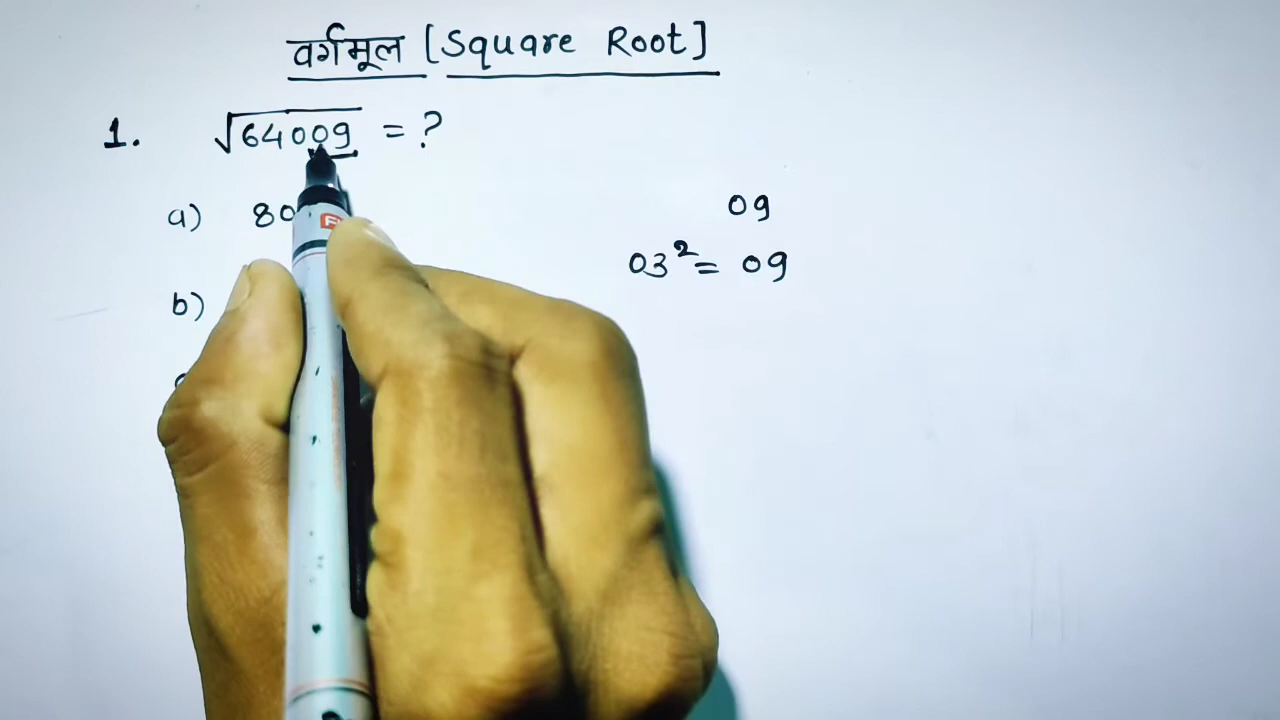 वर्गमूल [Square Root]
1. √64009 = ?
a) 80
09
03² = 09
b)